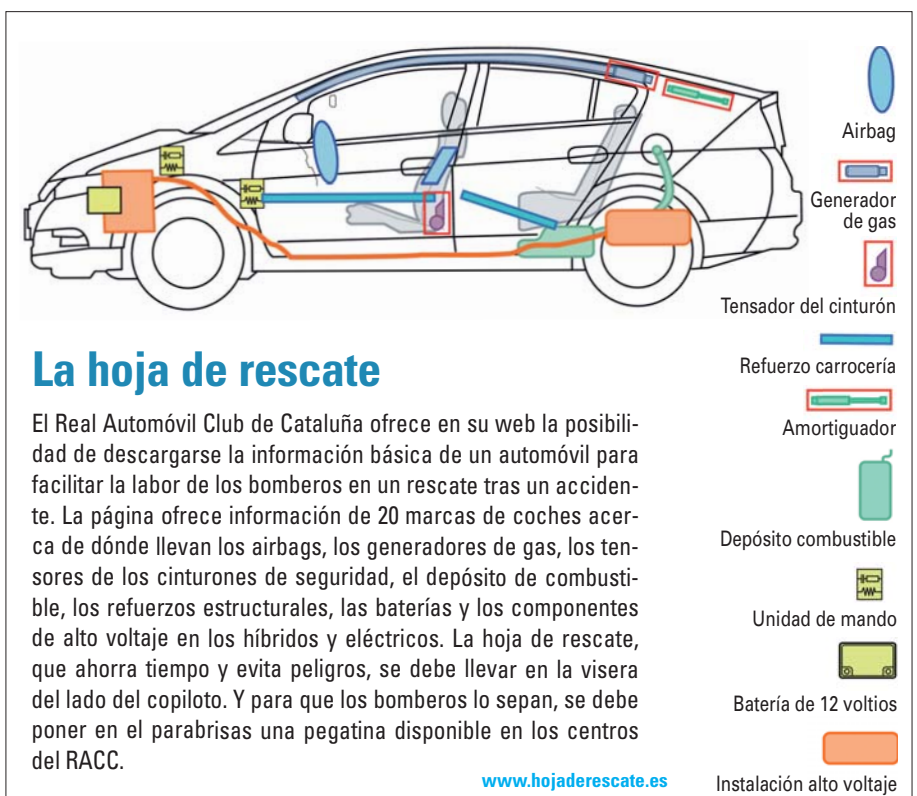 Airbag
Generador
de gas
Tensador del cinturón
Refuerzo carrocería
Amortiguador
Depósito combustible
Unidad de mando
Batería de 12 voltios
Instalación alto voltaje
La hoja de rescate
El Real Automóvil Club de Cataluña ofrece en su web la posibili-
dad de descargarse la información básica de un automóvil para
facilitar la labor de los bomberos en un rescate tras un acciden-
te. La página ofrece información de 20 marcas de coches acer-
ca de dónde llevan los airbags, los generadores de gas, los ten-
sores de los cinturones de seguridad, el depósito de combusti-
ble, los refuerzos estructurales, las baterías y los componentes
de alto voltaje en los híbridos y eléctricos. La hoja de rescate,
que ahorra tiempo y evita peligros, se debe llevar en la visera
del lado del copiloto. Y para que los bomberos lo sepan, se debe
poner en el parabrisas una pegatina disponible en los centros
del RACC.
www.hojaderescate.es